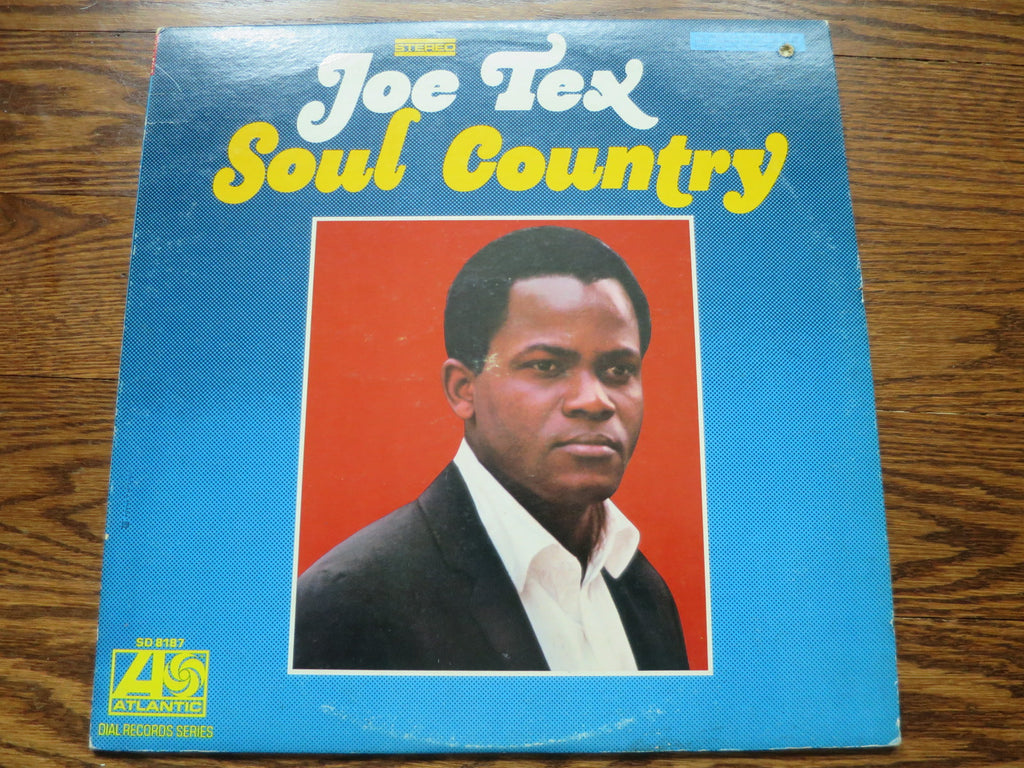 STEREO
Joe Tex
Soul Country
SD 8187
ATLANTIC
DIAL RECORDS SERIES